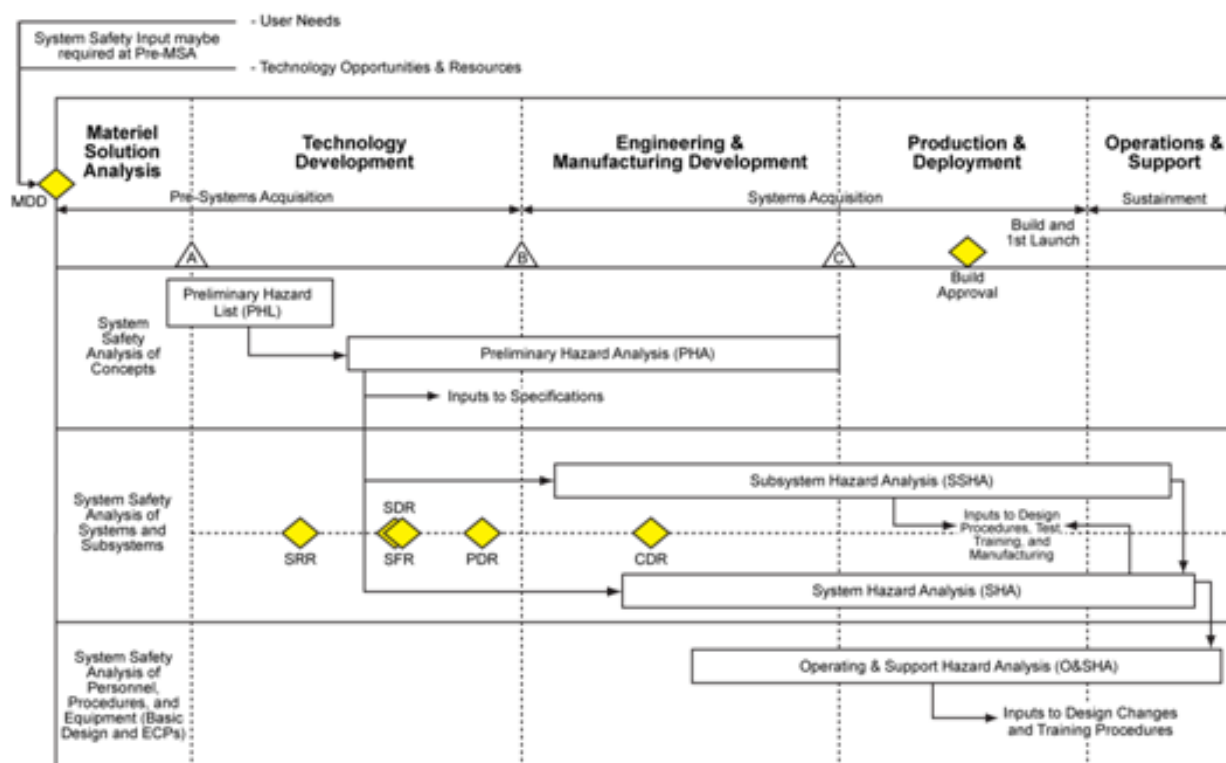 - User Needs
System Safety Input maybe
required at Pre-MSA
- Technology Opportunities & Resources
Materiel
Solution
Analysis
Technology
Development
Engineering &
Manufacturing Development
Production &
Deployment
Operations &
Support
MDD
Pre-Systems Acquisition
Systems Acquisition
Sustainment
Build and
1st Launch
A
B
C
Build
Approval
System
Safety
Analysis of
Concepts
Preliminary Hazard
List (PHL)
Preliminary Hazard Analysis (PHA)
Inputs to Specifications
System Safety
Analysis of
Systems and
Subsystems
Subsystem Hazard Analysis (SSHA)
SDR
SRR
SFR
PDR
CDR
Inputs to Design
Procedures, Test,
Training, and
Manufacturing
System Hazard Analysis (SHA)
System Safety
Analysis of
Personnel,
Procedures, and
Equipment (Basic
Design and ECPs)
Operating & Support Hazard Analysis (O&SHA)
Inputs to Design Changes
and Training Procedures